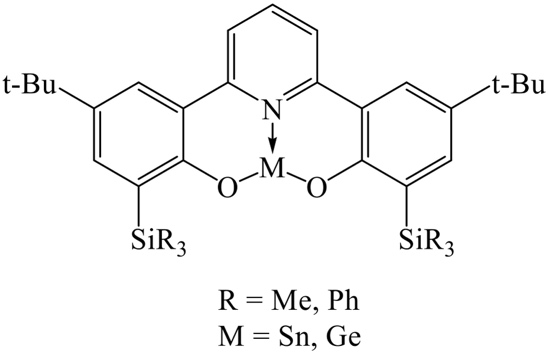 t-Bu t-Bu
N
O M O
SiR₃ SiR₃
R = Me, Ph
M = Sn, Ge